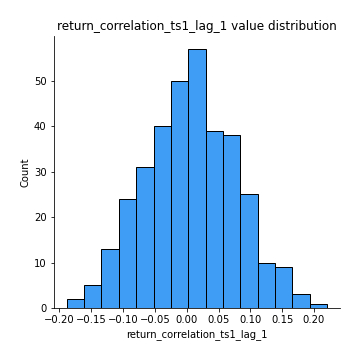 return_correlation_ts1_lag_1 value distribution
Count
50
40
30
20
10
0
−0.20 −0.15 −0.10 −0.05 0.00 0.05 0.10 0.15 0.20
return_correlation_ts1_lag_1